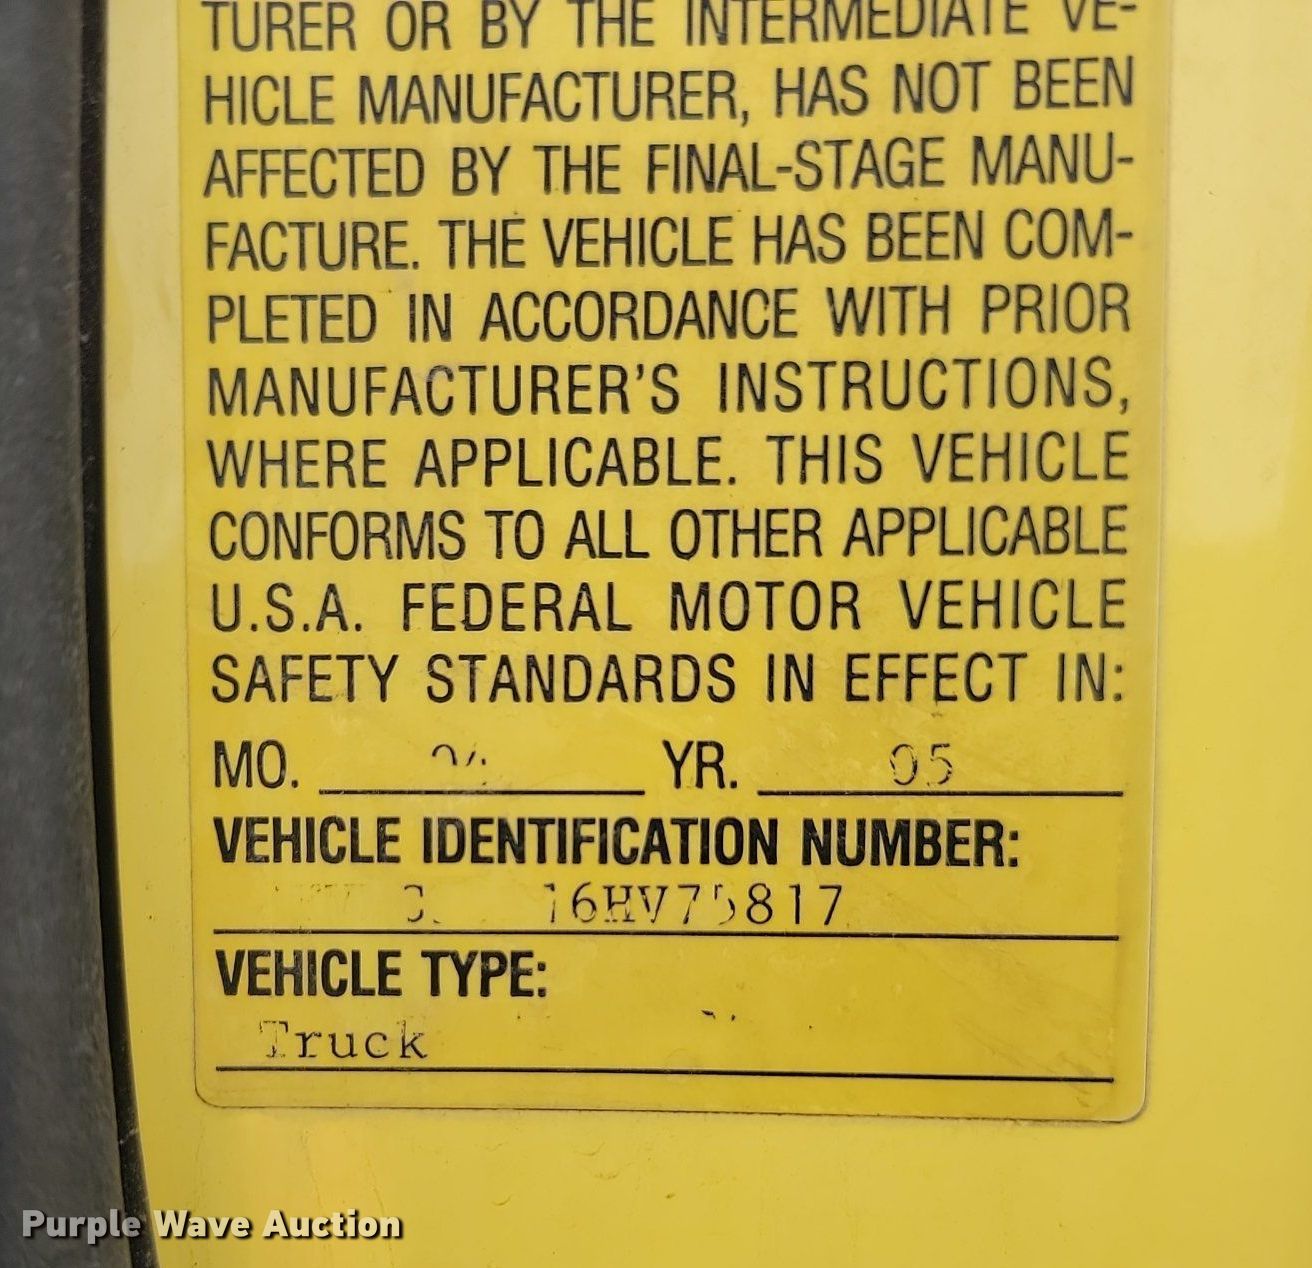 TURER OR BY THE INTERMEDIATE VE-
HICLE MANUFACTURER, HAS NOT BEEN
AFFECTED BY THE FINAL-STAGE MANU-
FACTURE. THE VEHICLE HAS BEEN COM-
PLETED IN ACCORDANCE WITH PRIOR
MANUFACTURER'S INSTRUCTIONS,
WHERE APPLICABLE. THIS VEHICLE
CONFORMS TO ALL OTHER APPLICABLE
U.S.A. FEDERAL MOTOR VEHICLE
SAFETY STANDARDS IN EFFECT IN:
MO. YR. 05
VEHICLE IDENTIFICATION NUMBER:
VEHICLE TYPE:
Truck
Purple Wave Auction